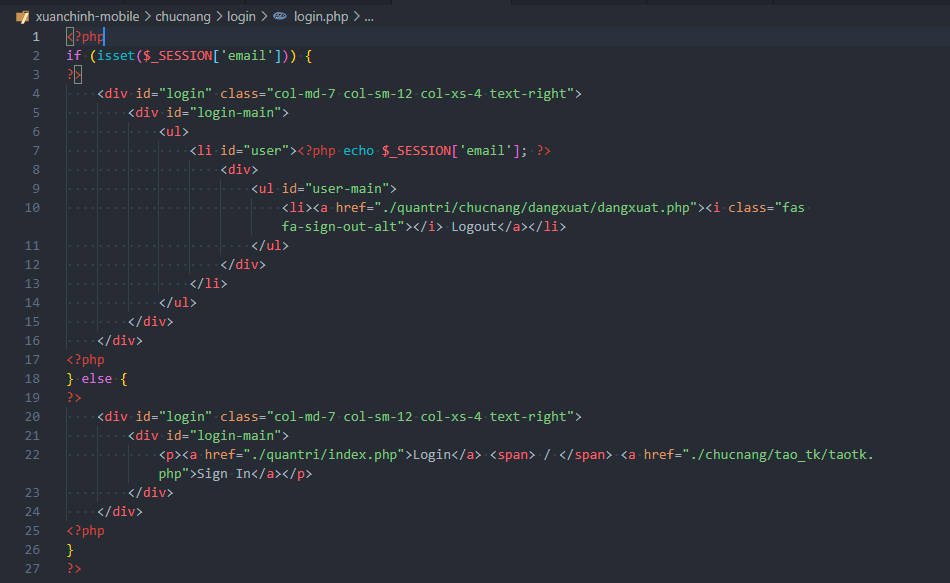 xuanchinh-mobile > chucnang > login > login.php > ...
1 <?php
2 if (isset($_SESSION['email'])) {
3 ?>
4     <div id="login" class="col-md-7 col-sm-12 col-xs-4 text-right">
5         <div id="login-main">
6             <ul>
7                 <li id="user"><?php echo $_SESSION['email']; ?>
8                     <div>
9                         <ul id="user-main">
10                             <li><a href="./quantri/chucnang/dangxuat/dangxuat.php"><i class="fas
                            fa-sign-out-alt"></i> Logout</a></li>
11                         </ul>
12                     </div>
13                 </li>
14             </ul>
15         </div>
16     </div>
17 <?php
18 } else {
19 ?>
20     <div id="login" class="col-md-7 col-sm-12 col-xs-4 text-right">
21         <div id="login-main">
22             <p><a href="./quantri/index.php">Login</a> <span> / </span> <a href="./chucnang/tao_tk/taotk.
            php">Sign In</a></p>
23         </div>
24     </div>
25 <?php
26 }
27 ?>